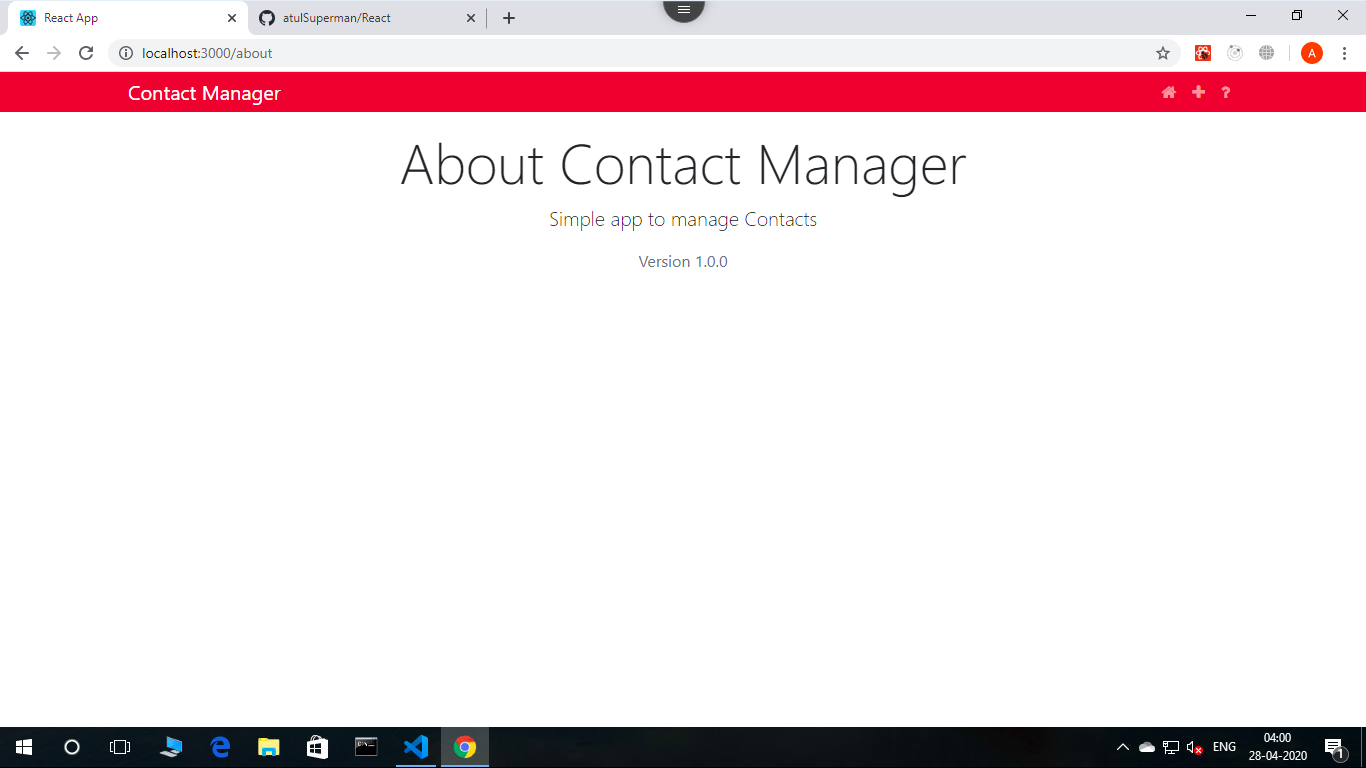 React App
atulSuperman/React
localhost:3000/about
A
Contact Manager
About Contact Manager
Simple app to manage Contacts
Version 1.0.0
ENG
04:00
28-04-2020
1